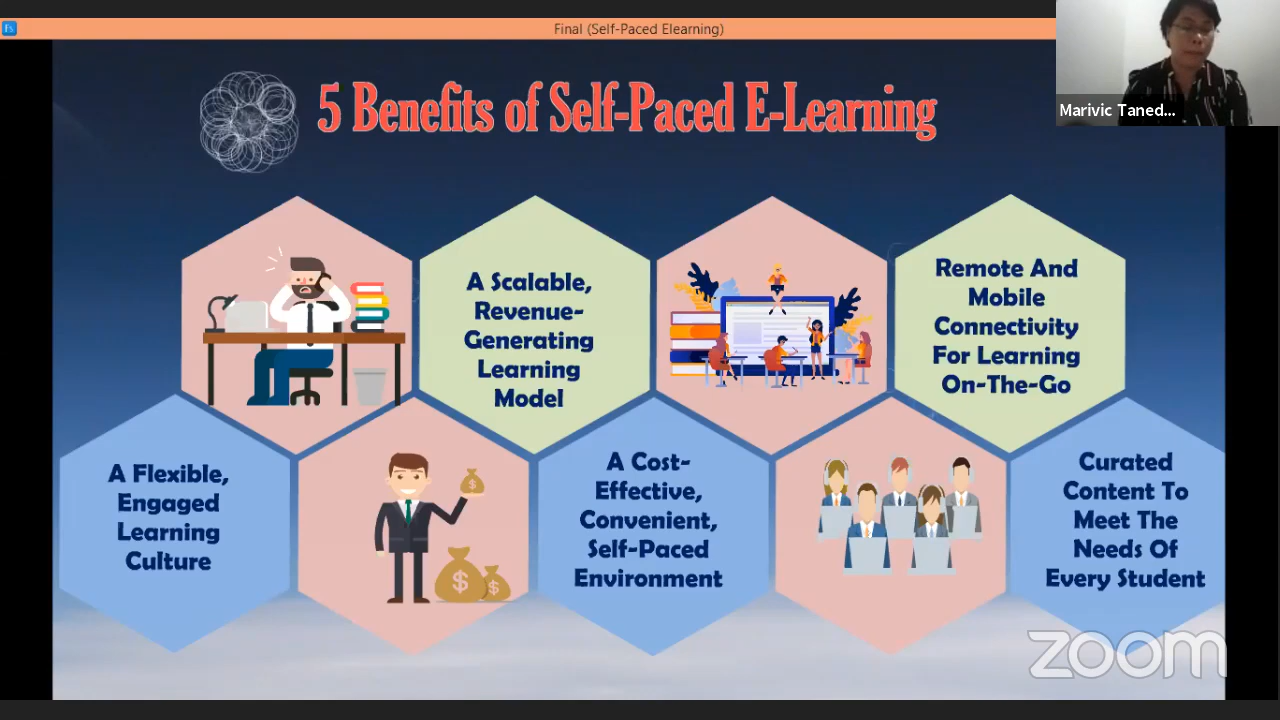 Final (Self-Paced Elearning)
Marivic Taned...
5 Benefits of Self-Paced E-Learning
A Scalable,
Revenue-
Generating
Learning
Model
Remote And
Mobile
Connectivity
For Learning
On-The-Go
A Flexible,
Engaged
Learning
Culture
$
$
$
A Cost-
Effective,
Convenient,
Self-Paced
Environment
Curated
Content To
Meet The
Needs Of
Every Student
zoom